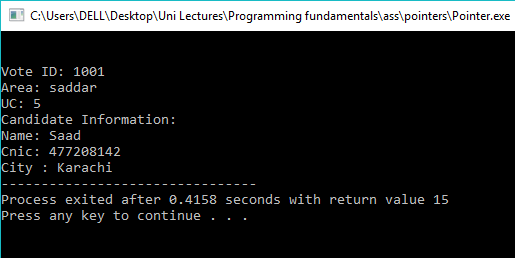 C:\Users\DELL\Desktop\Uni Lectures\Programming fundamentals\ass\pointers\Pointer.exe
Vote ID: 1001
Area: saddar
UC: 5
Candidate Information:
Name: Saad
Cnic: 477208142
City : Karachi
--------------------------------
Process exited after 0.4158 seconds with return value 15
Press any key to continue . . .